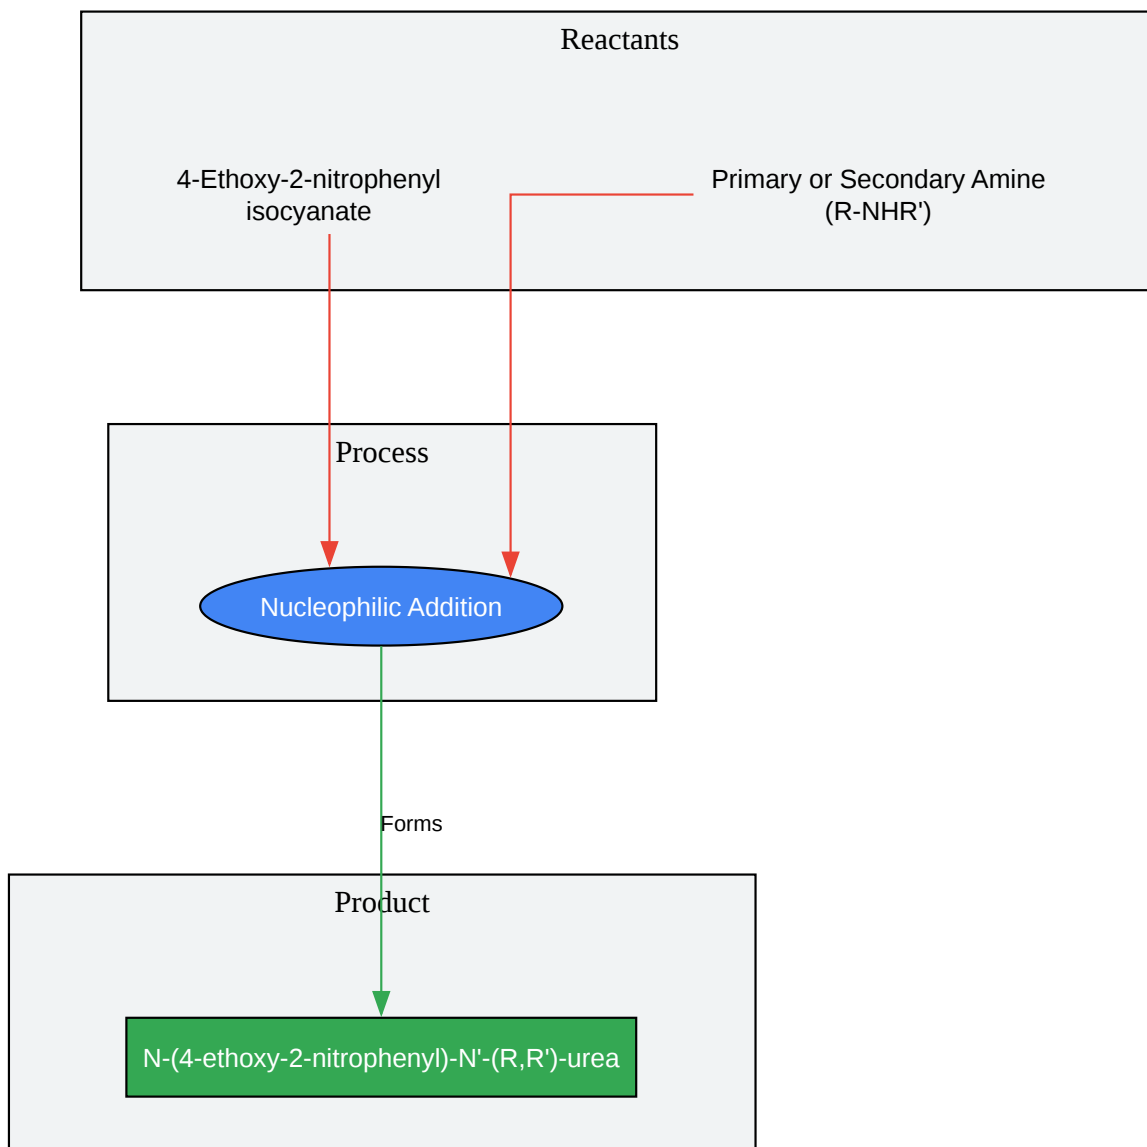 Reactants
4-Ethoxy-2-nitrophenyl
isocyanate
Primary or Secondary Amine
(R-NHR')
Process
Nucleophilic Addition
Forms
Product
N-(4-ethoxy-2-nitrophenyl)-N'-(R,R')-urea